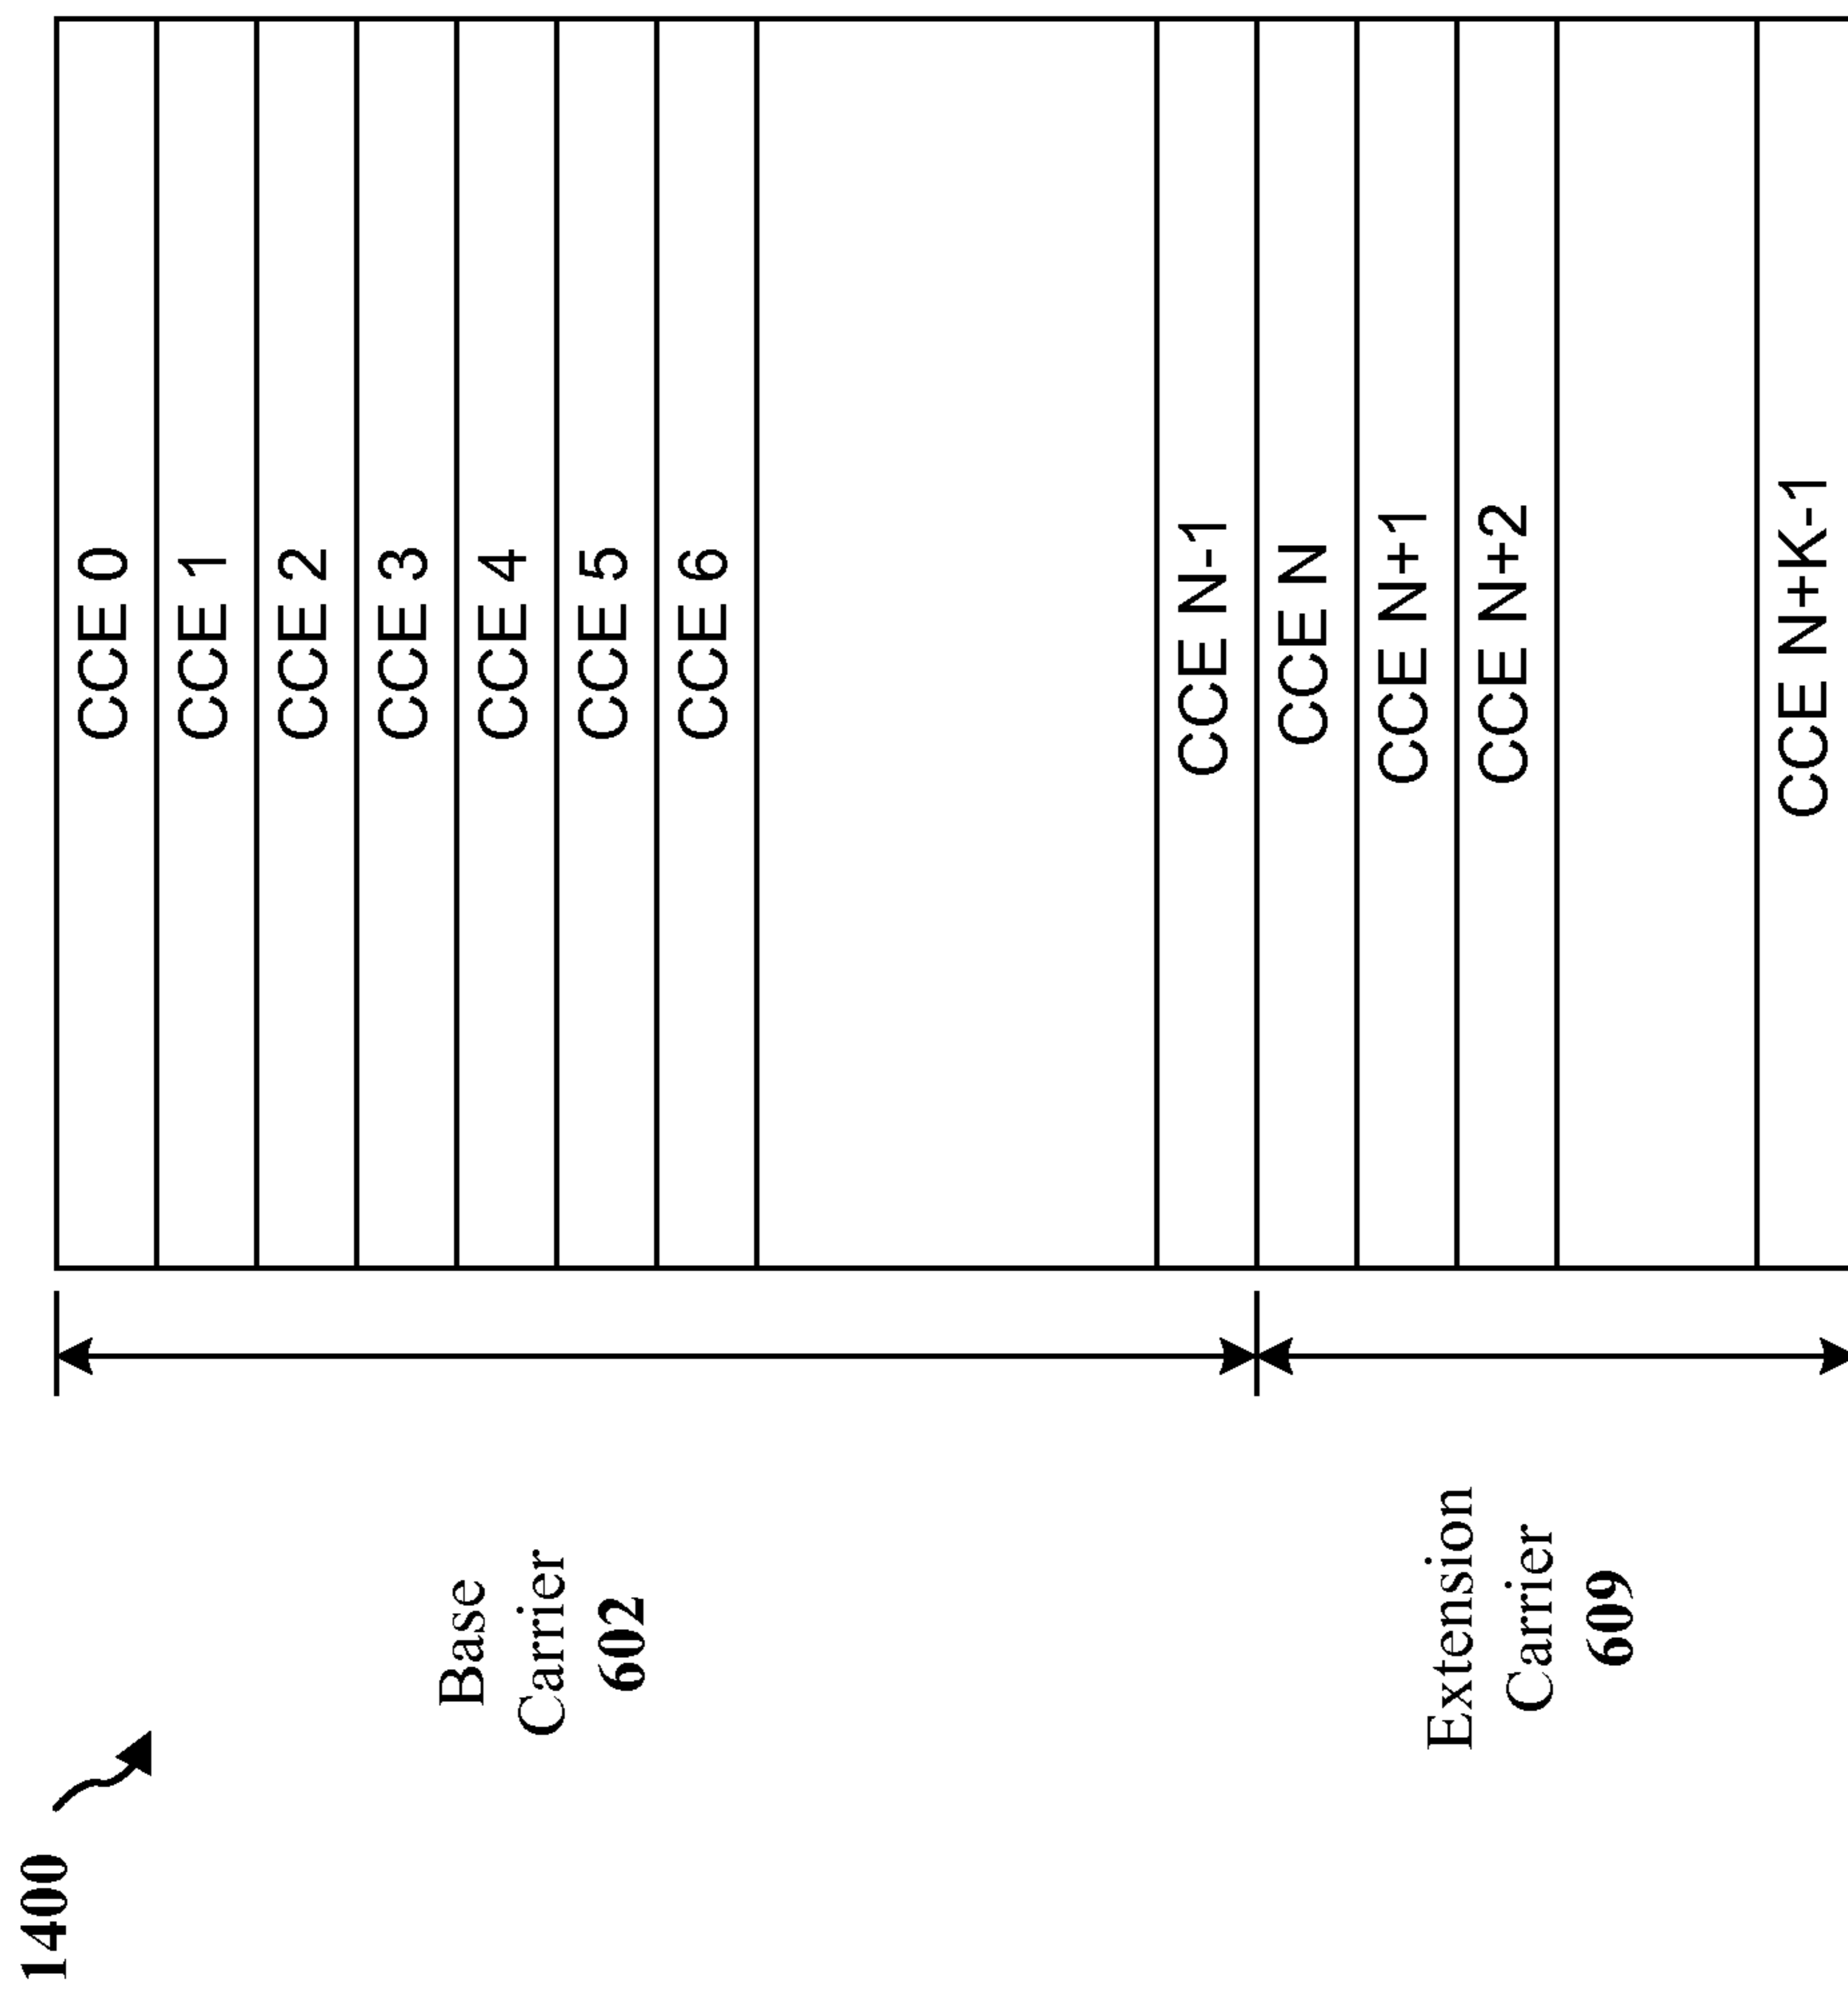 1400
Base
Carrier
602
Extension
Carrier
609
CCE 0
CCE 1
CCE 2
CCE 3
CCE 4
CCE 5
CCE 6
CCE N-1
CCE N
CCE N+1
CCE N+2
CCE N+K-1